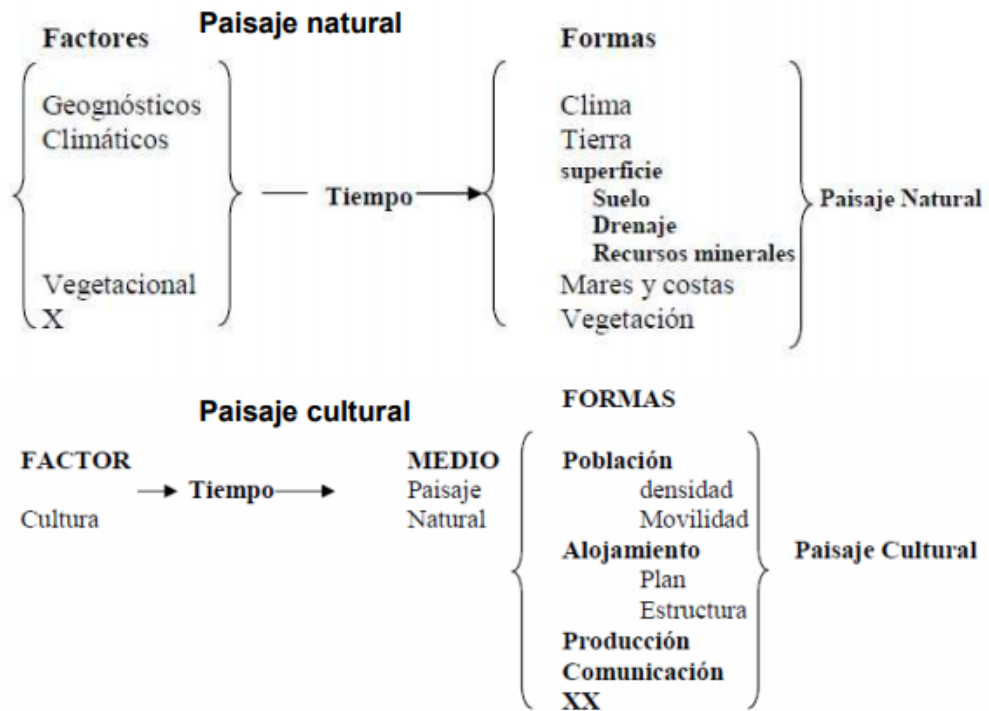 Paisaje natural
Factores
Geognósticos
Climáticos
Vegetacional
X
Tiempo
Formas
Clima
Tierra
superficie
Suelo
Drenaje
Recursos minerales
Mares y costas
Vegetación
Paisaje Natural
Paisaje cultural
FACTOR
Cultura
Tiempo
MEDIO
Paisaje
Natural
FORMAS
Población
densidad
Movilidad
Alojamiento
Plan
Estructura
Producción
Comunicación
XX
Paisaje Cultural